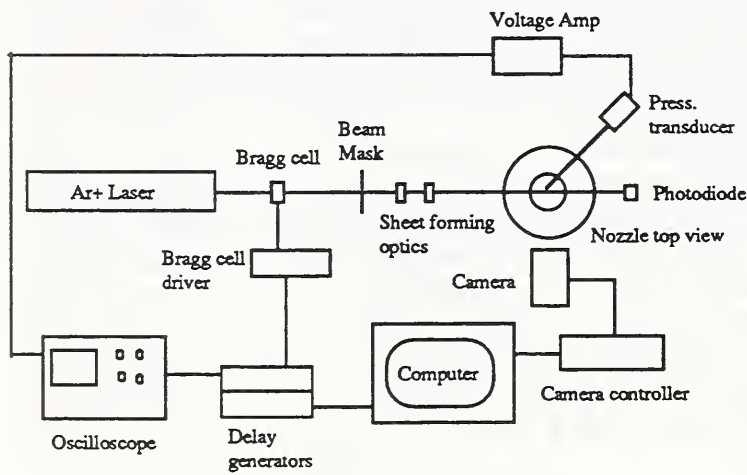 Voltage Amp
Press.
transducer
Beam
Mask
Bragg cell
Ar+ Laser
Photodiode
Sheet forming
optics
Nozzle top view
Bragg cell
driver
Camera
Computer
Camera controller
Oscilloscope
Delay
generators